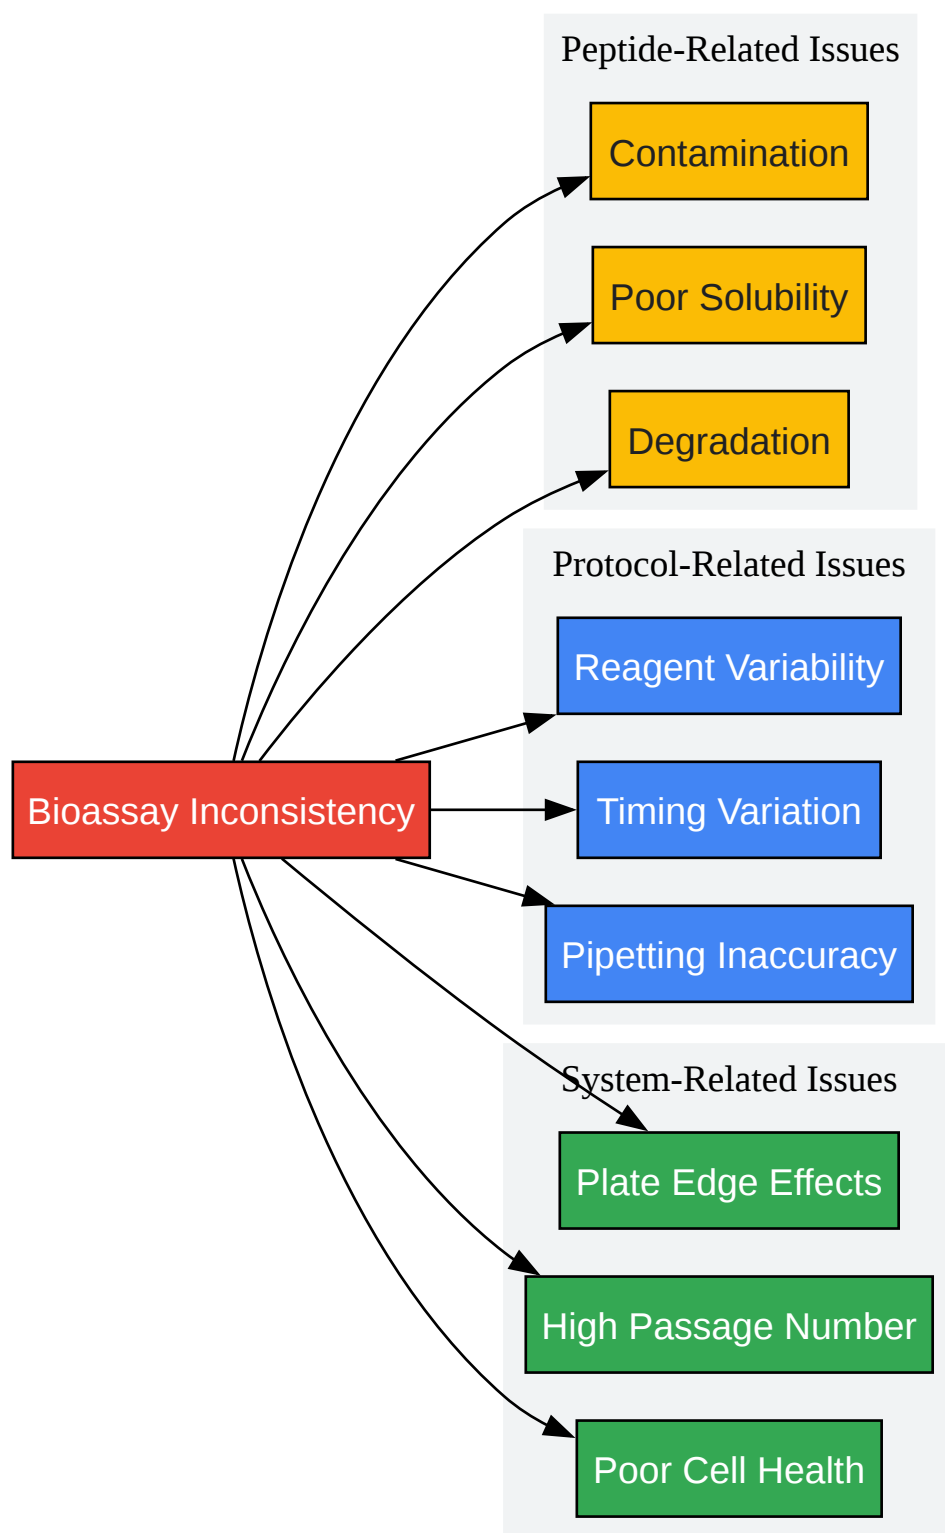 Peptide-Related Issues
Contamination
Poor Solubility
Degradation
Protocol-Related Issues
Reagent Variability
Bioassay Inconsistency
Timing Variation
Pipetting Inaccuracy
System-Related Issues
Plate Edge Effects
High Passage Number
Poor Cell Health